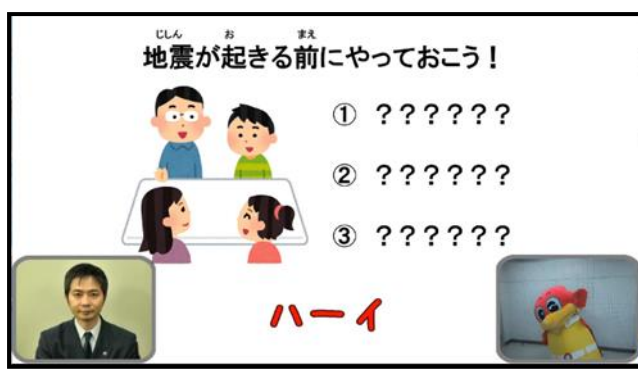 じしん お まえ
地震が起きる前にやっておこう！
① ？？？？？？
② ？？？？？？
③ ？？？？？？
ハーイ